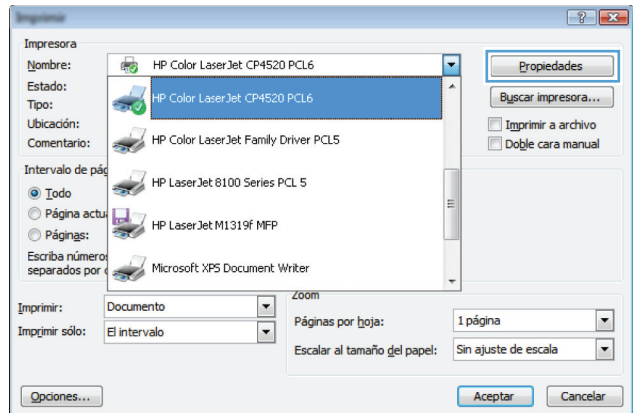 Imprimir
Impresora
Nombre: HP Color LaserJet CP4520 PCL6 Propiedades
Estado:
HP Color LaserJet CP4520 PCL6 Buscar impresora...
Tipo:
Ubicación: Imprimir a archivo
Comentario: HP Color LaserJet Family Driver PCL5 Doble cara manual
Intervalo de pág
HP LaserJet 8100 Series PCL 5
Todo
Página actu
HP LaserJet M1319f MFP
Páginas:
Escriba número
separados por Microsoft XPS Document Writer
Zoom
Imprimir: Documento
Páginas por hoja: 1 página
Imprimir sólo: El intervalo
Escalar al tamaño del papel: Sin ajuste de escala
Opciones... Aceptar Cancelar